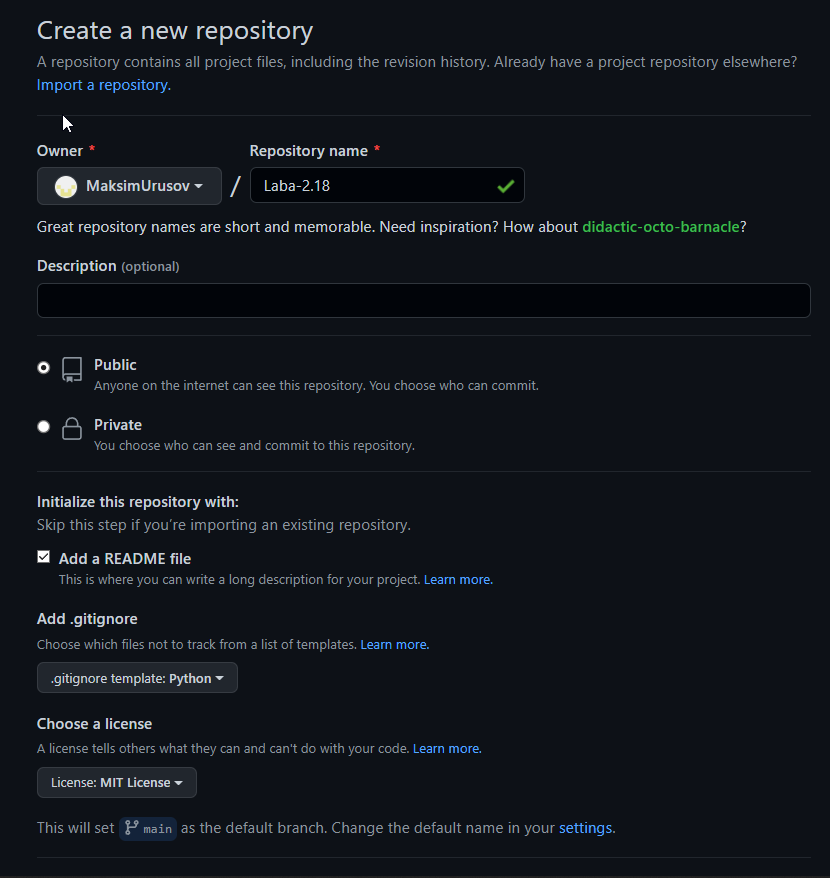 Create a new repository
A repository contains all project files, including the revision history. Already have a project repository elsewhere?
Import a repository.
Owner * Repository name *
MaksimUrusov / Laba-2.18
Great repository names are short and memorable. Need inspiration? How about didactic-octo-barnacle?
Description (optional)
Public
Anyone on the internet can see this repository. You choose who can commit.
Private
You choose who can see and commit to this repository.
Initialize this repository with:
Skip this step if you're importing an existing repository.
Add a README file
This is where you can write a long description for your project. Learn more.
Add .gitignore
Choose which files not to track from a list of templates. Learn more.
.gitignore template: Python
Choose a license
A license tells others what they can and can't do with your code. Learn more.
License: MIT License
This will set main as the default branch. Change the default name in your settings.